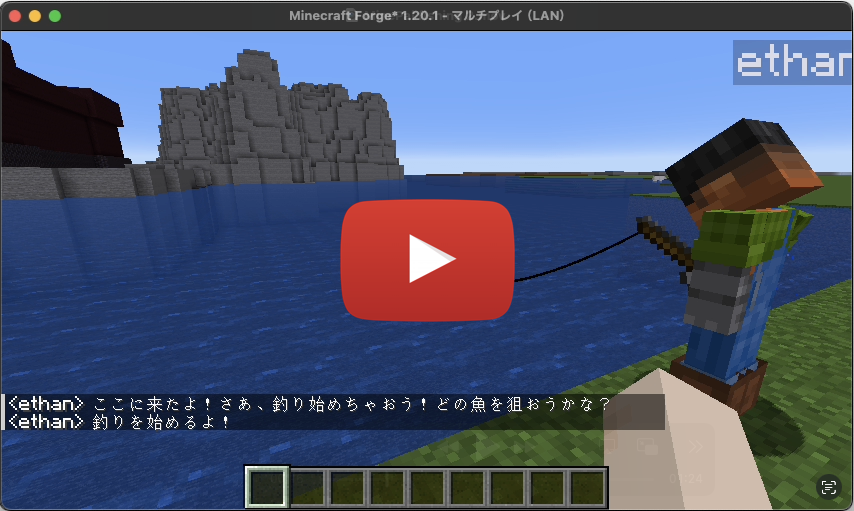 Minecraft Forge* 1.20.1 - マルチプレイ (LAN)
ethan
<ethan> ここに来たよ！さあ、釣り始めちゃおう！どの魚を狙おうかな？
<ethan> 釣りを始めるよ！